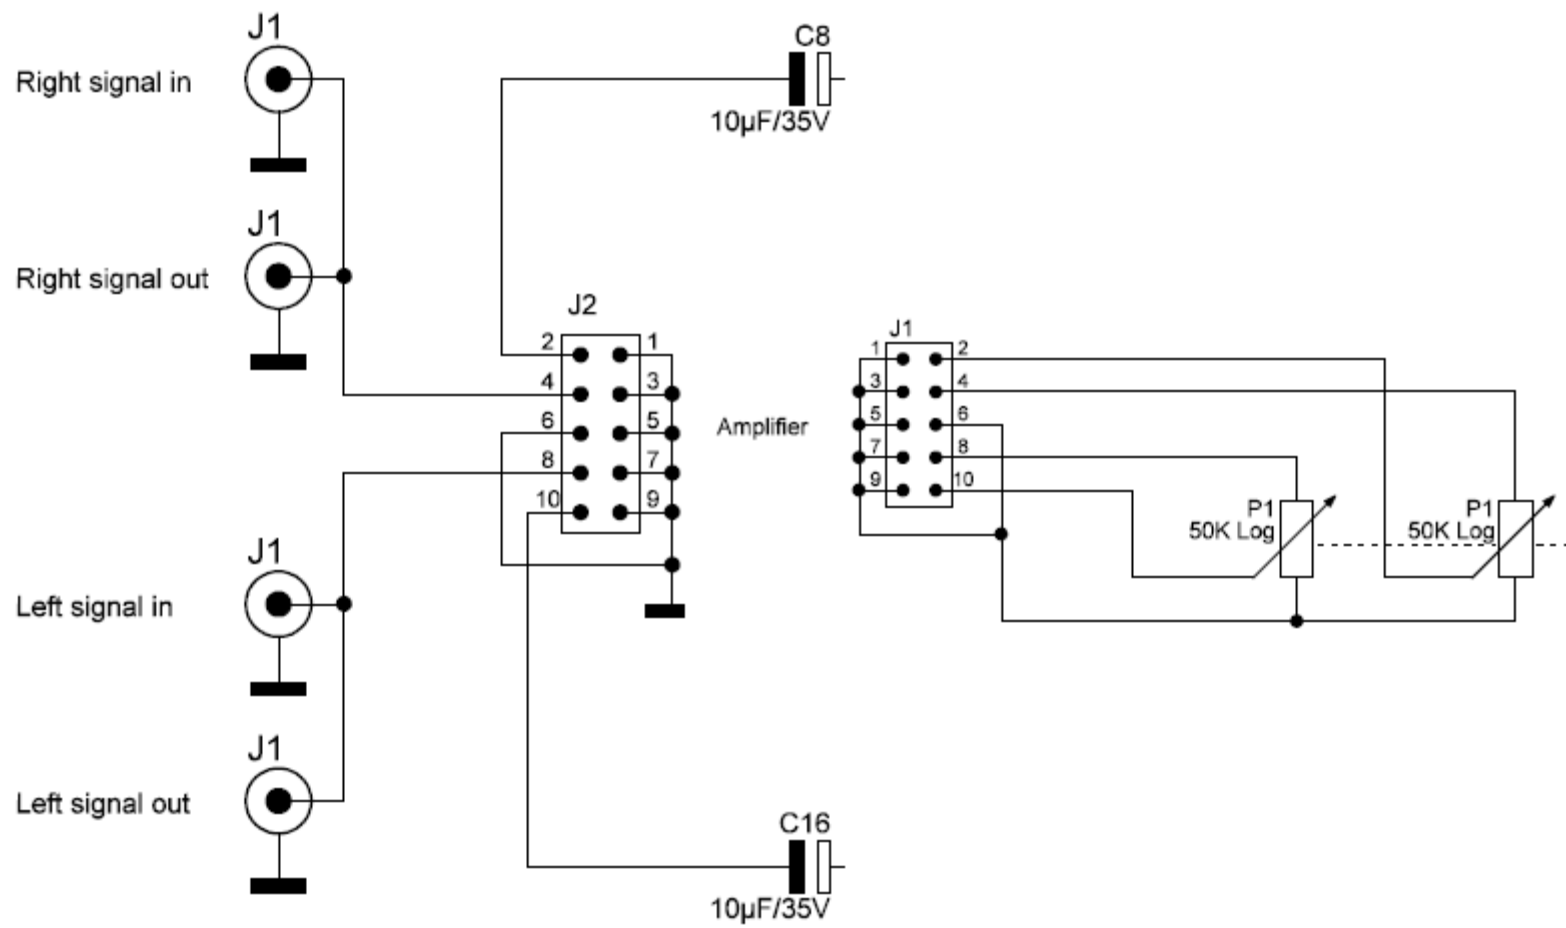 J1
Right signal in
C8
10µF/35V
J1
Right signal out
J2
2 1
4 3
6 5
8 7
10 9
Amplifier
J1
1 2
3 4
5 6
7 8
9 10
P1
50K Log
P1
50K Log
J1
Left signal in
J1
Left signal out
C16
10µF/35V